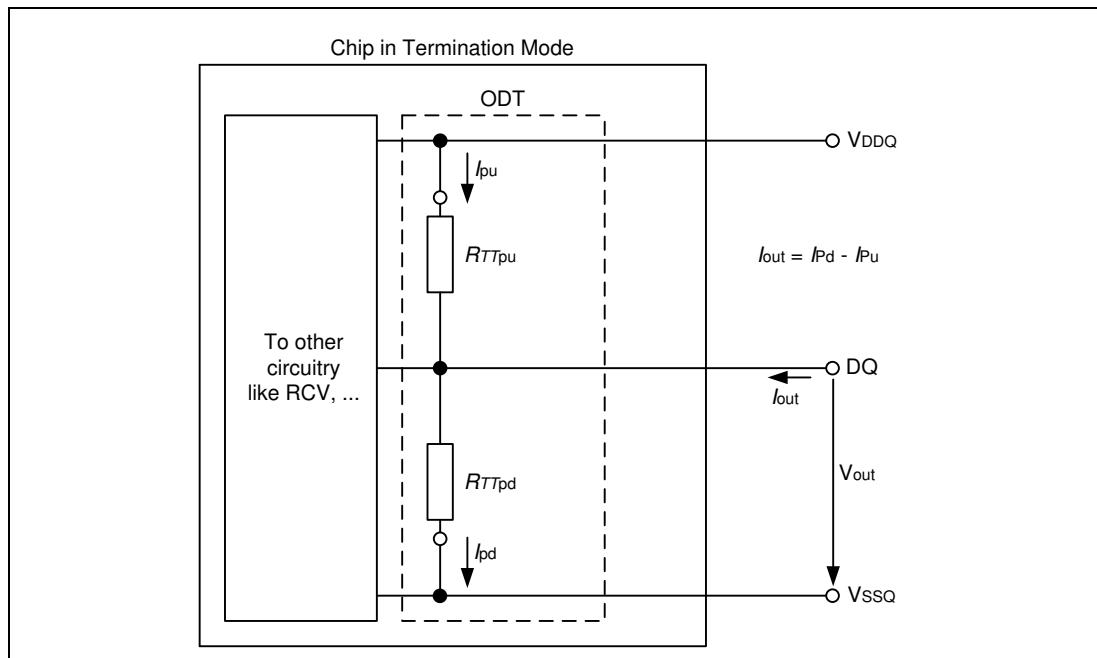 Chip in Termination Mode
ODT
VDDQ
Ipu
RTTpu
Iout = IPd - IPu
To other
circuitry
like RCV, ...
DQ
Iout
RTTpd
Vout
Ipd
VSSQ